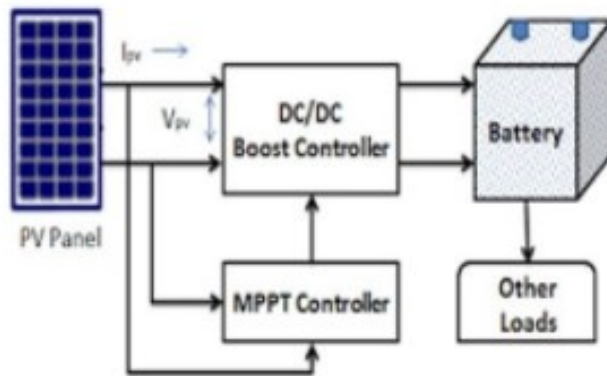 Ipv
Vpv
DC/DC
Boost Controller
Battery
PV Panel
MPPT Controller
Other
Loads